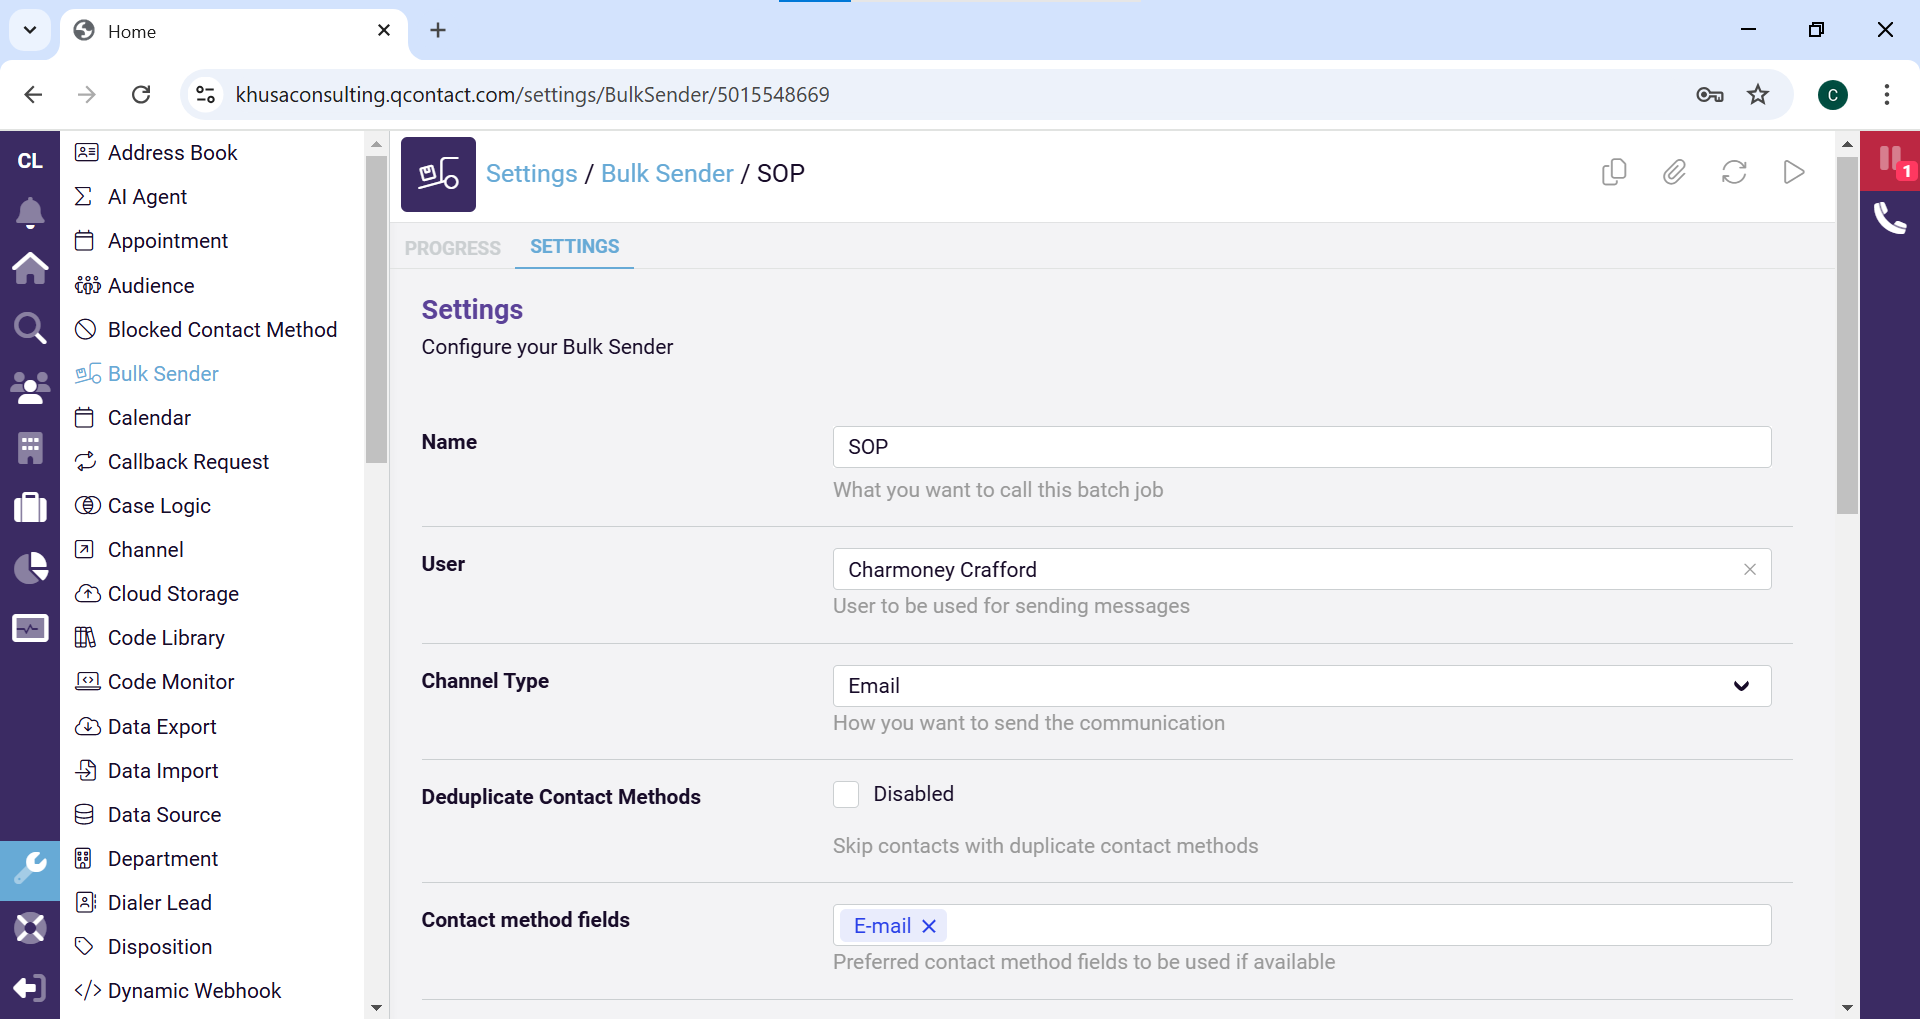 Home
khusaconsulting.qcontact.com/settings/BulkSender/5015548669
C
CL
Address Book
AI Agent
Appointment
Audience
Blocked Contact Method
Bulk Sender
Calendar
Callback Request
Case Logic
Channel
Cloud Storage
Code Library
Code Monitor
Data Export
Data Import
Data Source
Department
Dialer Lead
Disposition
Dynamic Webhook
Settings / Bulk Sender / SOP
1
PROGRESS SETTINGS
Settings
Configure your Bulk Sender
Name
SOP
What you want to call this batch job
User
Charmoney Crafford
User to be used for sending messages
Channel Type
Email
How you want to send the communication
Deduplicate Contact Methods
Disabled
Skip contacts with duplicate contact methods
Contact method fields
E-mail
Preferred contact method fields to be used if available